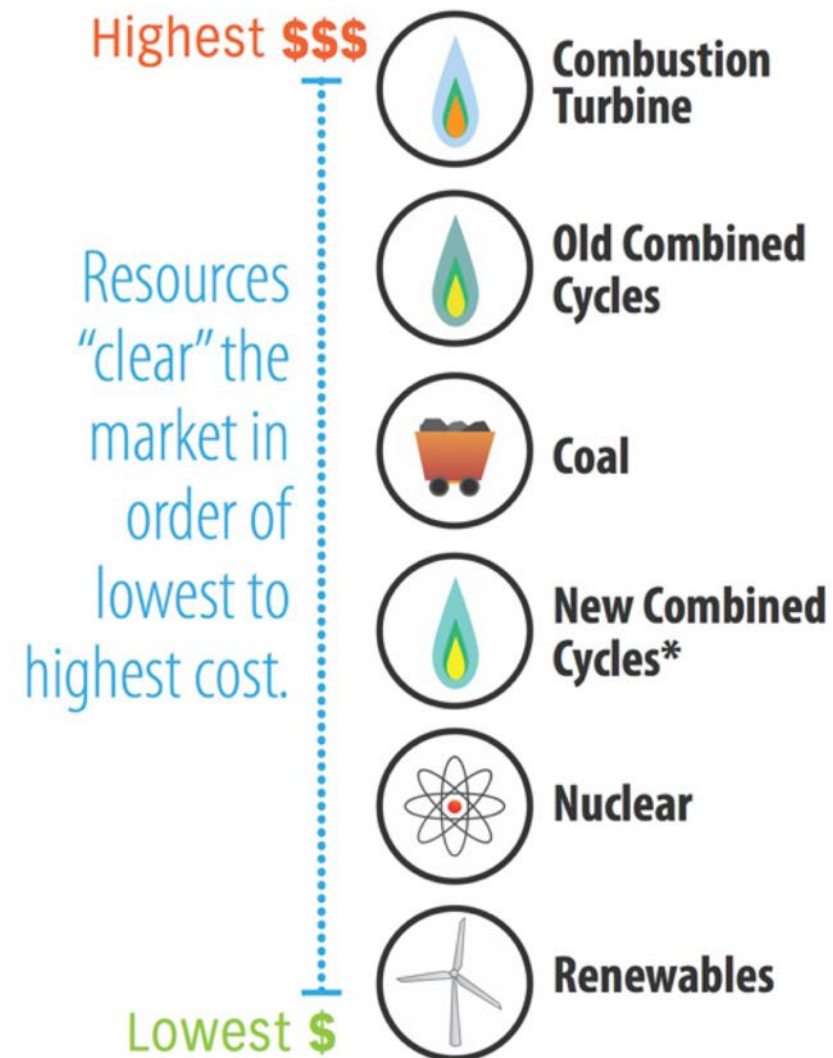 Highest $$$
Combustion
Turbine
Old Combined
Cycles
Resources
“clear” the
market in
order of
lowest to
highest cost.
Coal
New Combined
Cycles*
Nuclear
Renewables
Lowest $